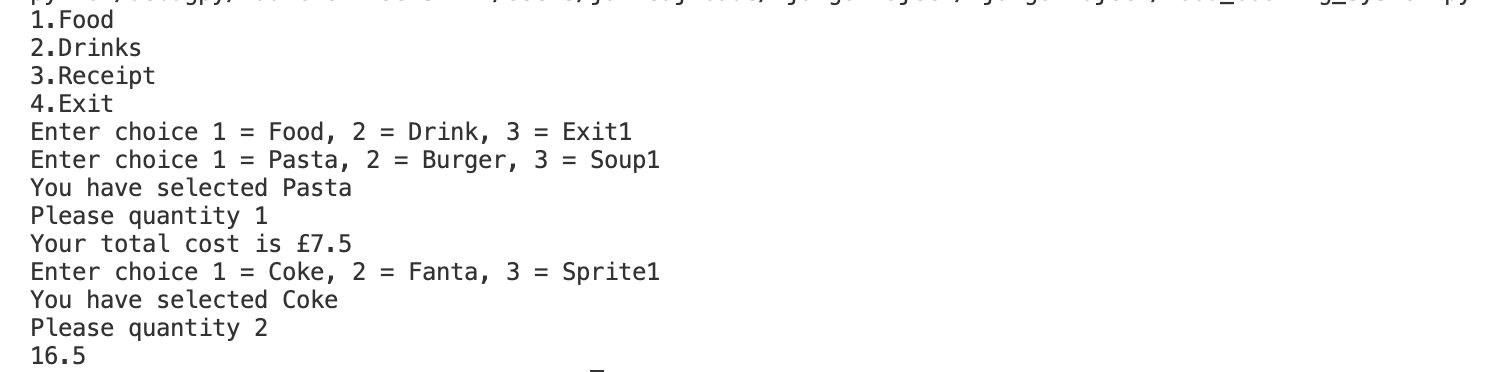 1.Food
2.Drinks
3.Receipt
4.Exit
Enter choice 1 = Food, 2 = Drink, 3 = Exit1
Enter choice 1 = Pasta, 2 = Burger, 3 = Soup1
You have selected Pasta
Please quantity 1
Your total cost is £7.5
Enter choice 1 = Coke, 2 = Fanta, 3 = Sprite1
You have selected Coke
Please quantity 2
16.5